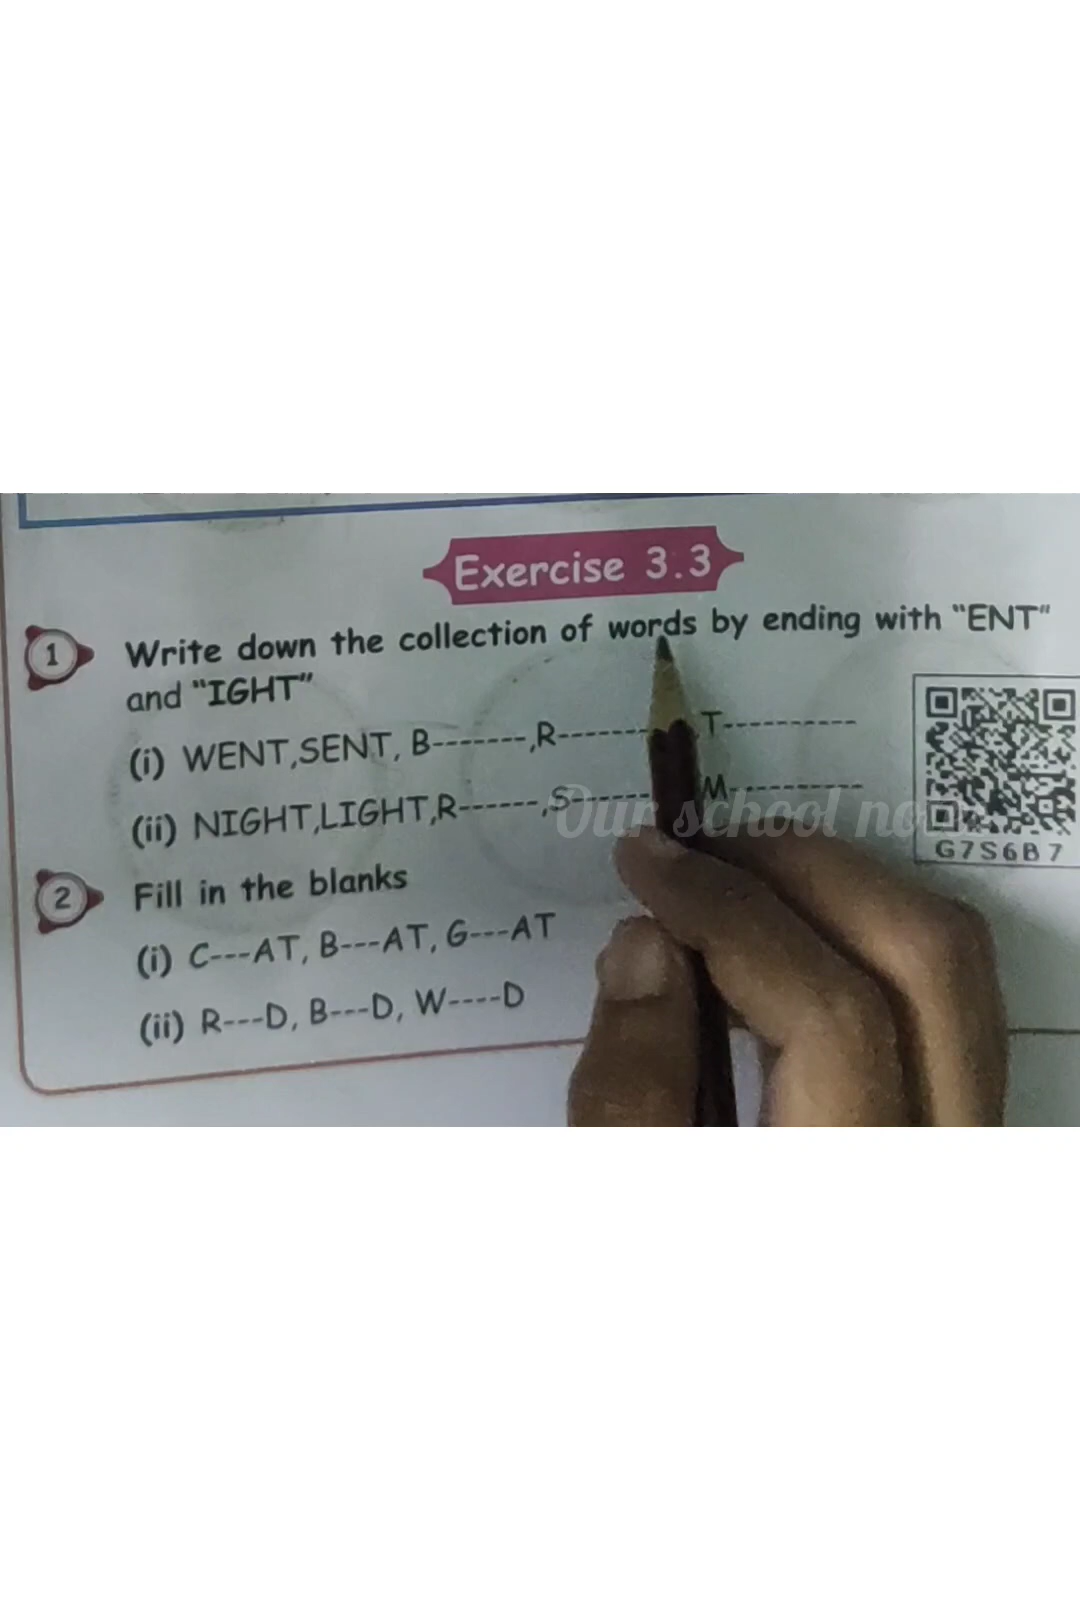 Exercise 3.3
1 Write down the collection of words by ending with "ENT"
and "IGHT"
(i) WENT,SENT, B-------,R------- ,T-----------
(ii) NIGHT,LIGHT,R------,S------- M-----------
Our school no
G7S6B7
2 Fill in the blanks
(i) C---AT, B---AT, G---AT
(ii) R---D, B---D, W----D